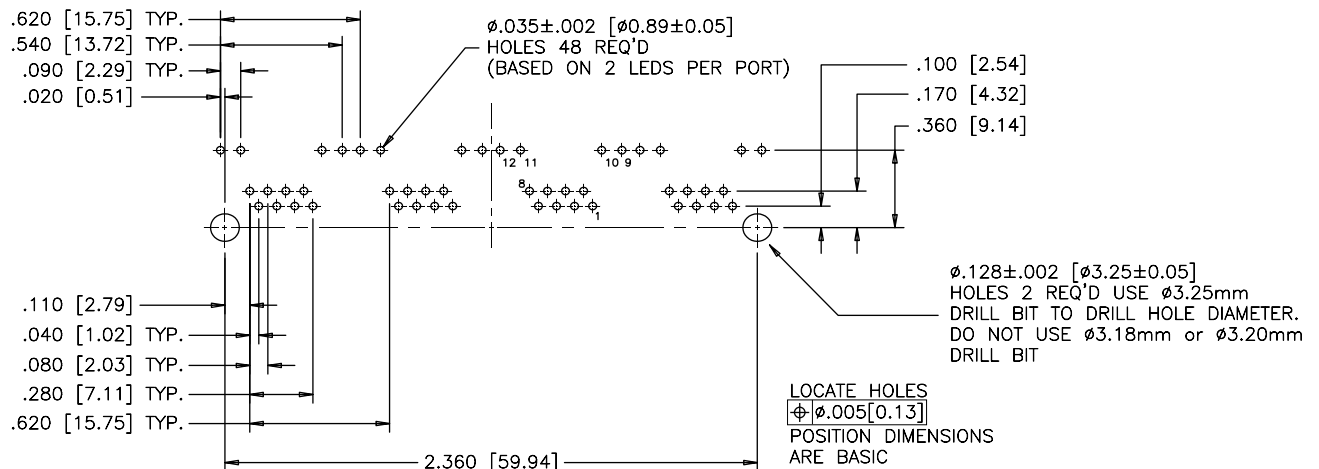 .620 [15.75] TYP.
.540 [13.72] TYP.
.090 [2.29] TYP.
.020 [0.51]
ø.035±.002 [ø0.89±0.05]
HOLES 48 REQ'D
(BASED ON 2 LEDS PER PORT)
.100 [2.54]
.170 [4.32]
.360 [9.14]
12 11
10 9
8
1
.110 [2.79]
.040 [1.02] TYP.
.080 [2.03] TYP.
.280 [7.11] TYP.
.620 [15.75] TYP.
2.360 [59.94]
ø.128±.002 [ø3.25±0.05]
HOLES 2 REQ'D USE ø3.25mm
DRILL BIT TO DRILL HOLE DIAMETER.
DO NOT USE ø3.18mm or ø3.20mm
DRILL BIT
LOCATE HOLES
⌖ ø.005[0.13]
POSITION DIMENSIONS
ARE BASIC